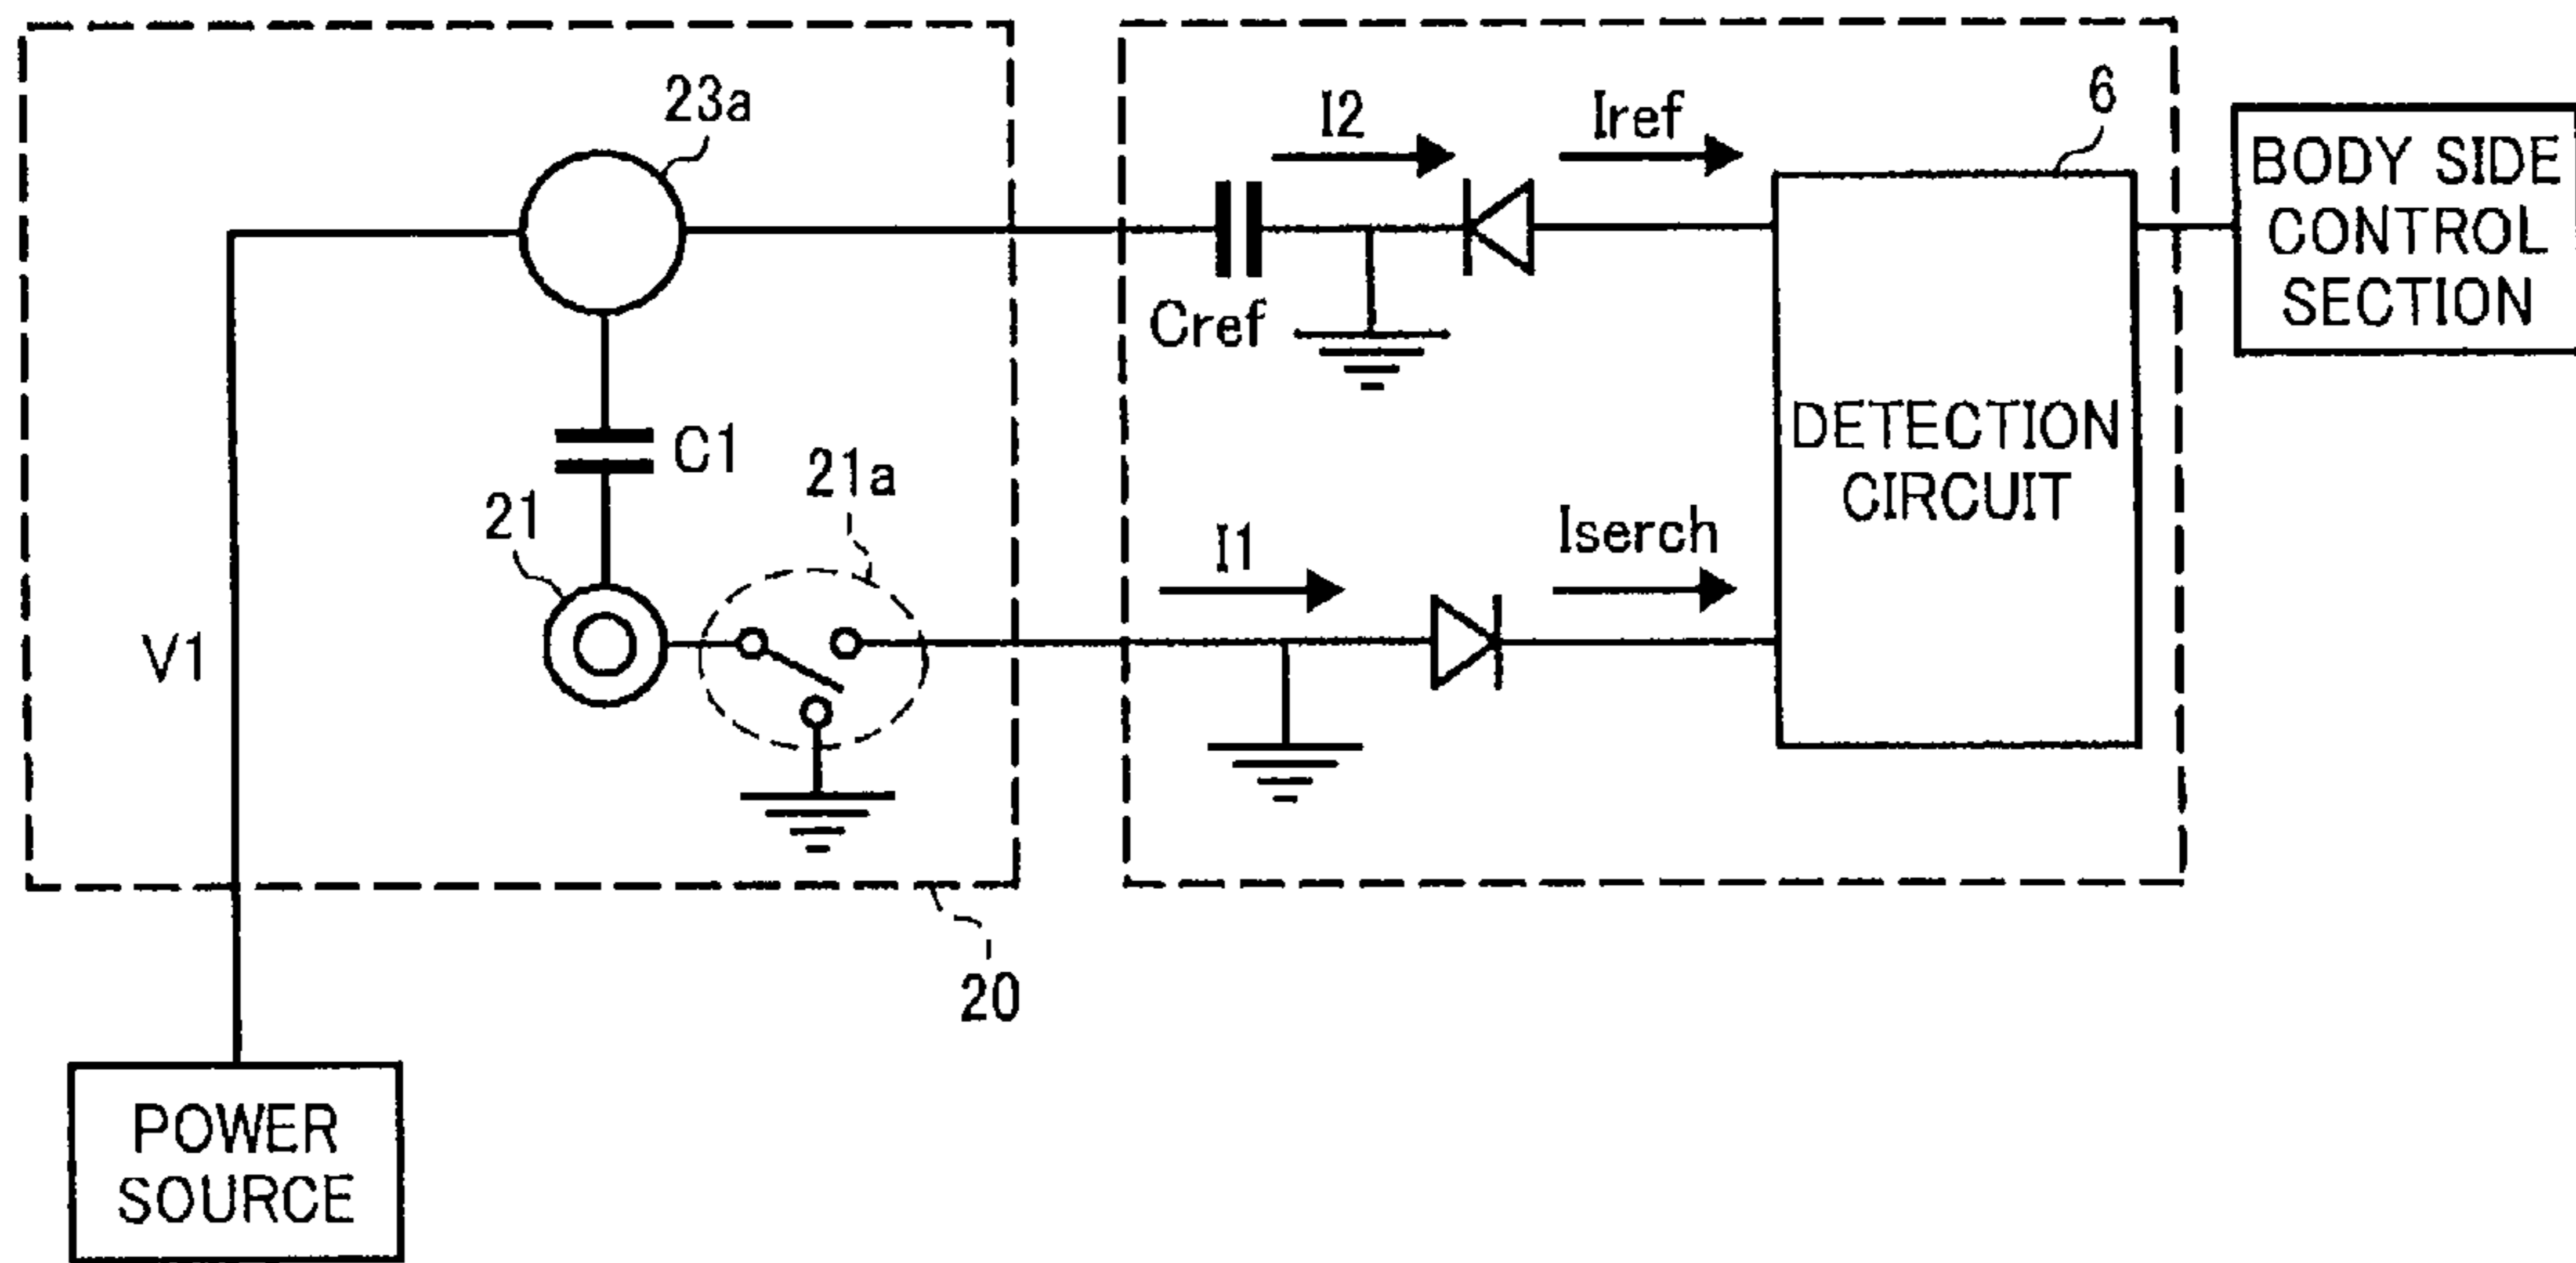 23a
I2
Iref
6
BODY SIDE
CONTROL
SECTION
Cref
C1
21a
21
DETECTION
CIRCUIT
I1
Iserch
V1
20
POWER
SOURCE